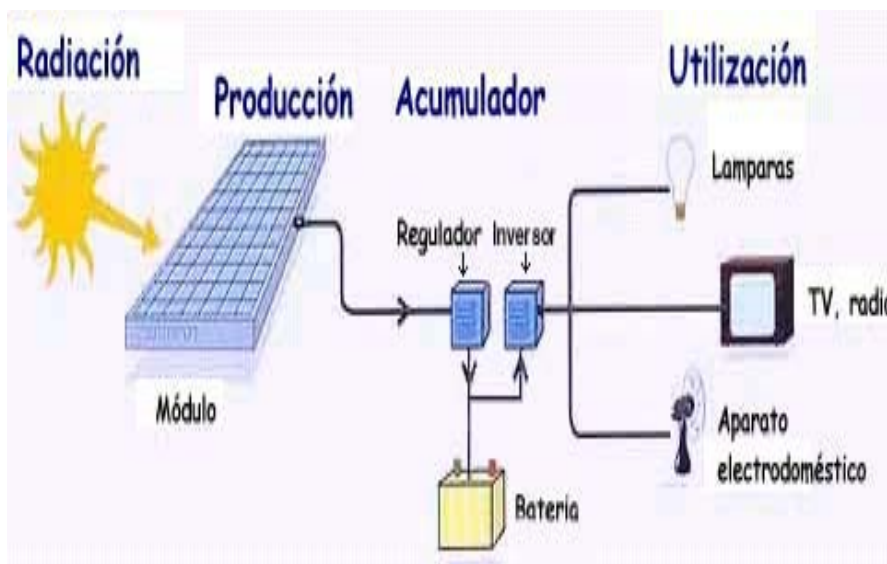 Radiación
Producción
Acumulador
Utilización
Lamparas
Regulador
Inversor
TV, radio
Módulo
Aparato
electrodoméstico
Batería